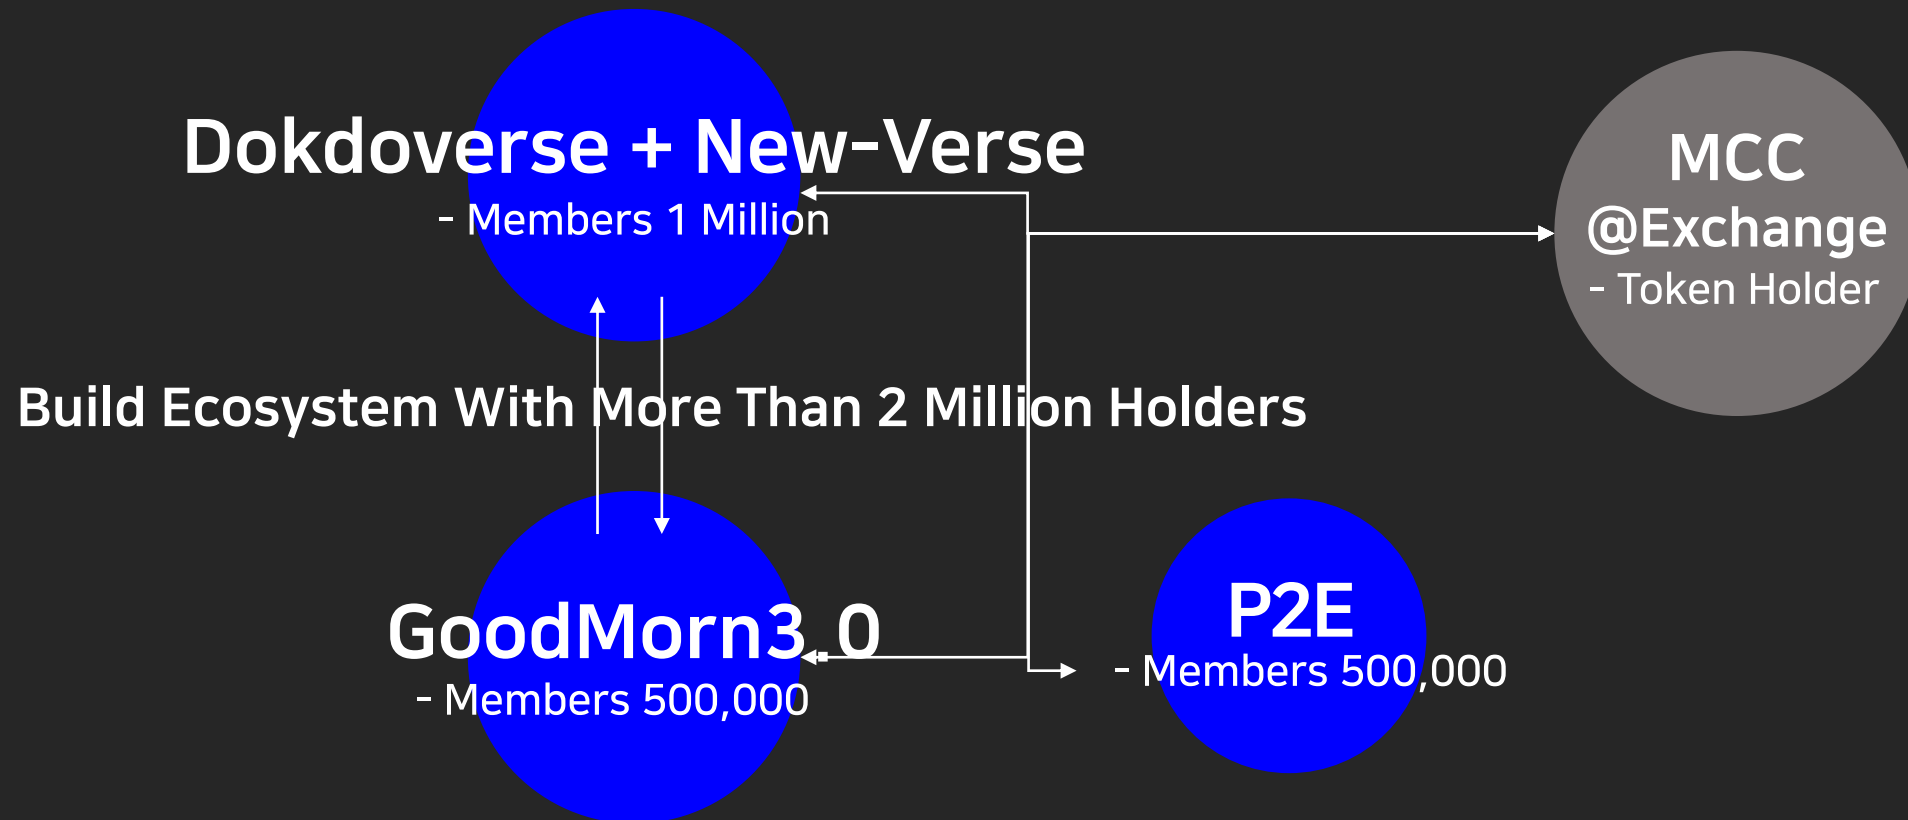 Dokdoverse + New-Verse
- Members 1 Million
MCC
@Exchange
- Token Holder
Build Ecosystem With More Than 2 Million Holders
GoodMorn3.0
- Members 500,000
P2E
- Members 500,000